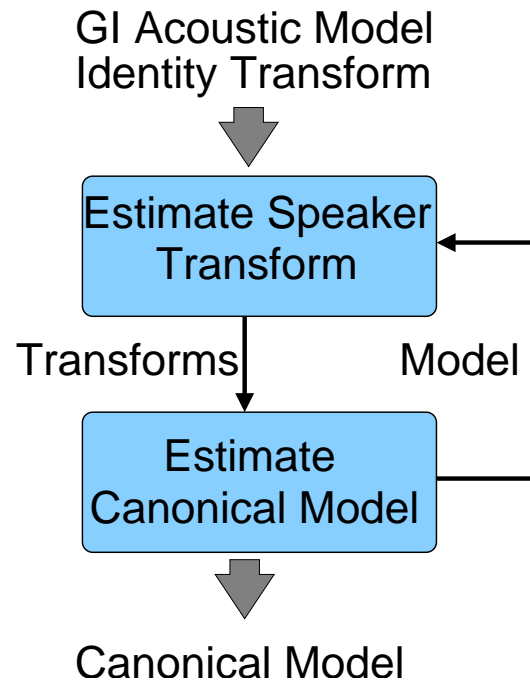 GI Acoustic Model
Identity Transform
Estimate Speaker
Transform
Transforms
Model
Estimate
Canonical Model
Canonical Model